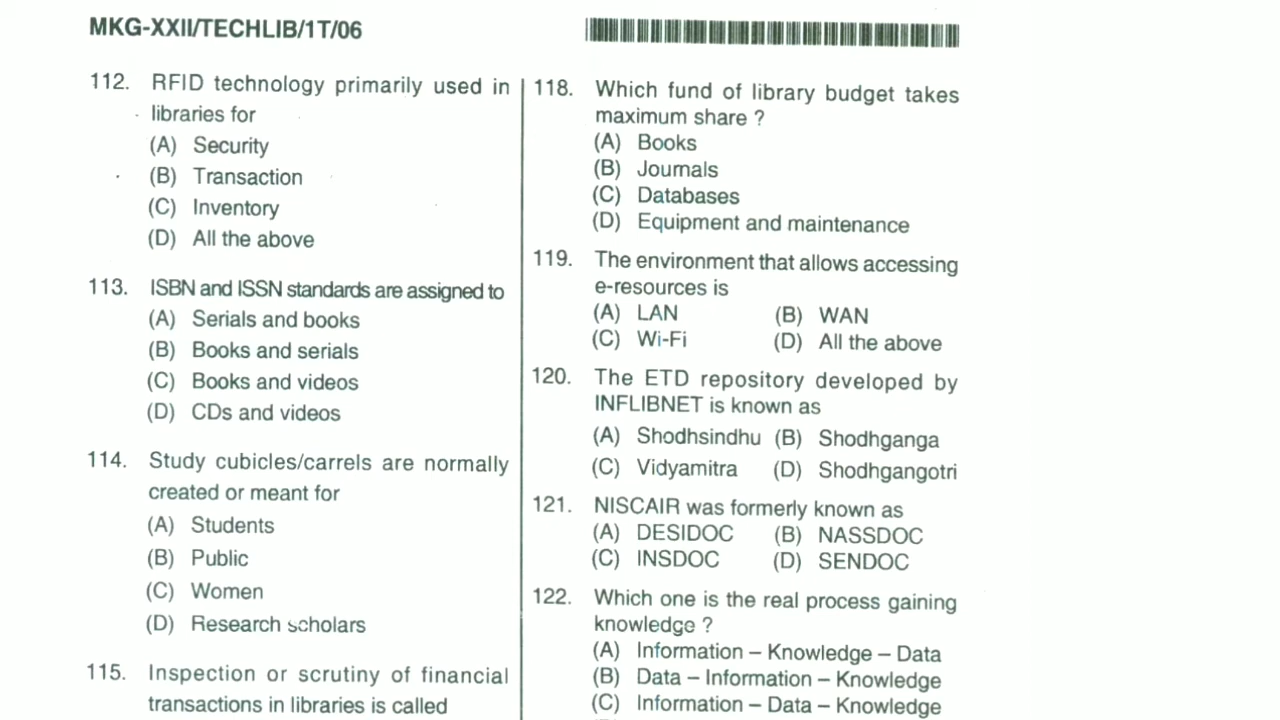 MKG-XXII/TECHLIB/1T/06
112. RFID technology primarily used in
libraries for
(A) Security
(B) Transaction
(C) Inventory
(D) All the above
113. ISBN and ISSN standards are assigned to
(A) Serials and books
(B) Books and serials
(C) Books and videos
(D) CDs and videos
114. Study cubicles/carrels are normally
created or meant for
(A) Students
(B) Public
(C) Women
(D) Research scholars
115. Inspection or scrutiny of financial
transactions in libraries is called
118. Which fund of library budget takes
maximum share ?
(A) Books
(B) Journals
(C) Databases
(D) Equipment and maintenance
119. The environment that allows accessing
e-resources is
(A) LAN (B) WAN
(C) Wi-Fi (D) All the above
120. The ETD repository developed by
INFLIBNET is known as
(A) Shodhsindhu (B) Shodhganga
(C) Vidyamitra (D) Shodhgangotri
121. NISCAIR was formerly known as
(A) DESIDOC (B) NASSDOC
(C) INSDOC (D) SENDOC
122. Which one is the real process gaining
knowledge ?
(A) Information – Knowledge – Data
(B) Data – Information – Knowledge
(C) Information – Data – Knowledge